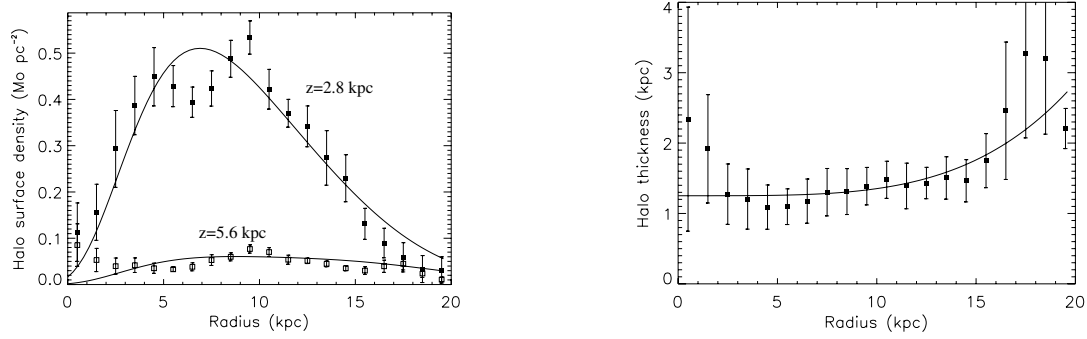 Halo surface density (Mo pc⁻²)
0.5
0.4
0.3
0.2
0.1
0.0
z=2.8 kpc
z=5.6 kpc
0 5 10 15 20
Radius (kpc)
Halo thickness (kpc)
4
3
2
1
0
0 5 10 15 20
Radius (kpc)